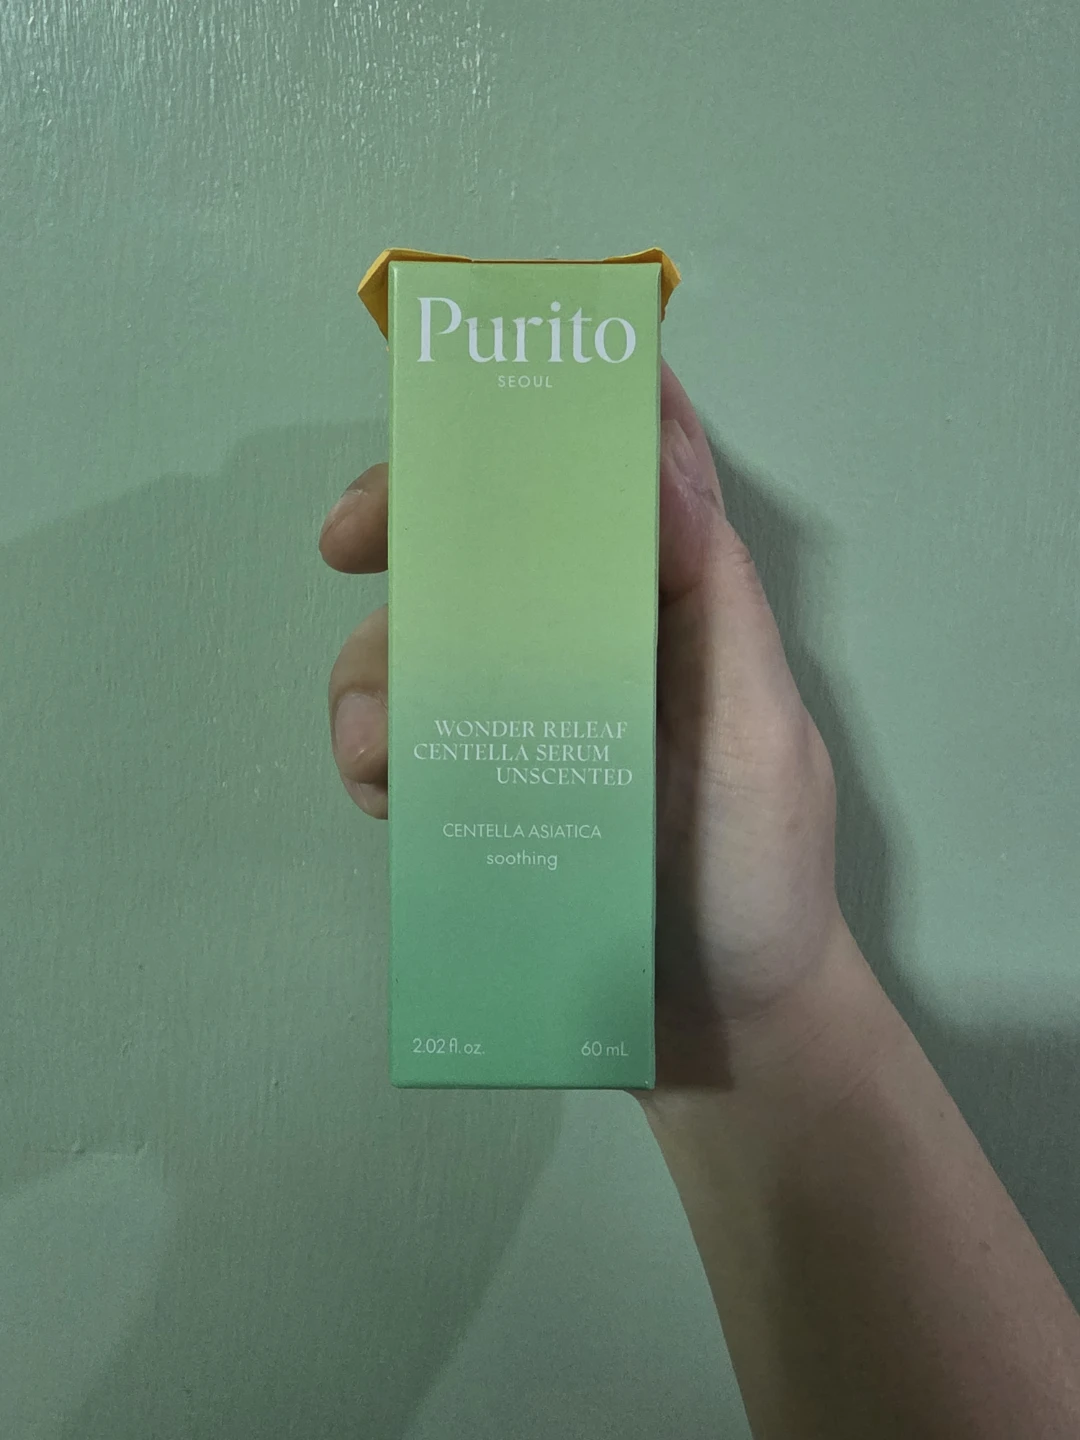 Purito
SEOUL
WONDER RELEAF
CENTELLA SERUM
UNSCENTED
CENTELLA ASIATICA
soothing
2.02 fl. oz. 60 mL